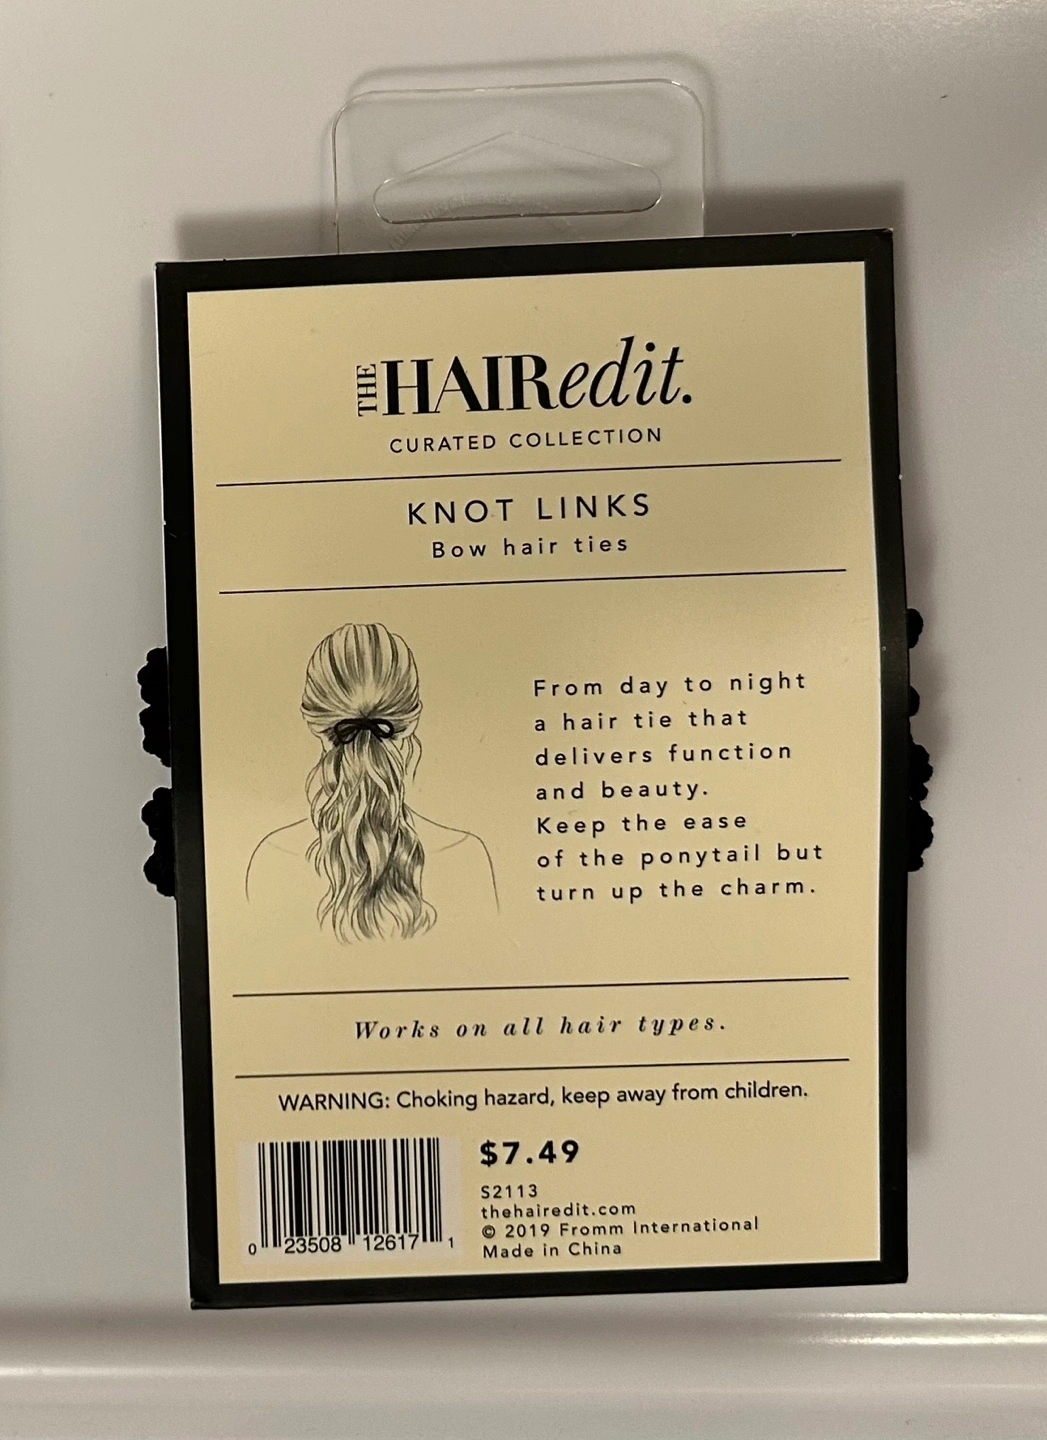 THE HAIRedit.
CURATED COLLECTION
KNOT LINKS
Bow hair ties
From day to night
a hair tie that
delivers function
and beauty.
Keep the ease
of the ponytail but
turn up the charm.
Works on all hair types.
WARNING: Choking hazard, keep away from children.
$7.49
S2113
thehairedit.com
© 2019 Fromm International
Made in China
0 23508 12617 1